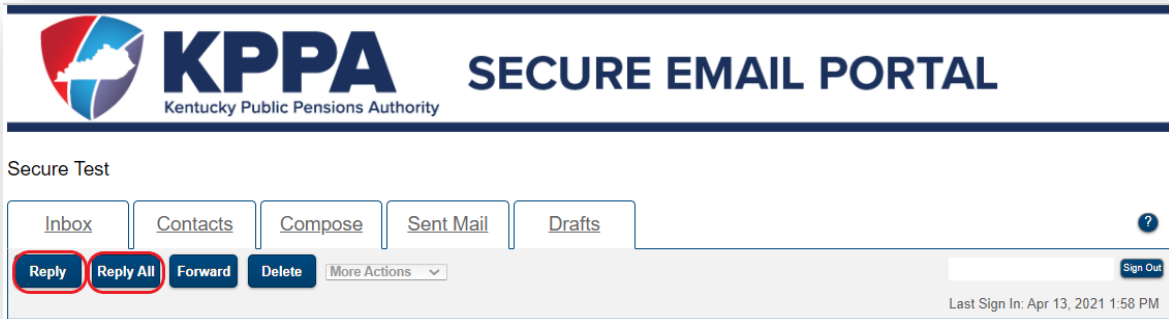 KPPA
Kentucky Public Pensions Authority
SECURE EMAIL PORTAL
Secure Test
Inbox Contacts Compose Sent Mail Drafts ?
Reply Reply All Forward Delete More Actions Sign Out
Last Sign In: Apr 13, 2021 1:58 PM